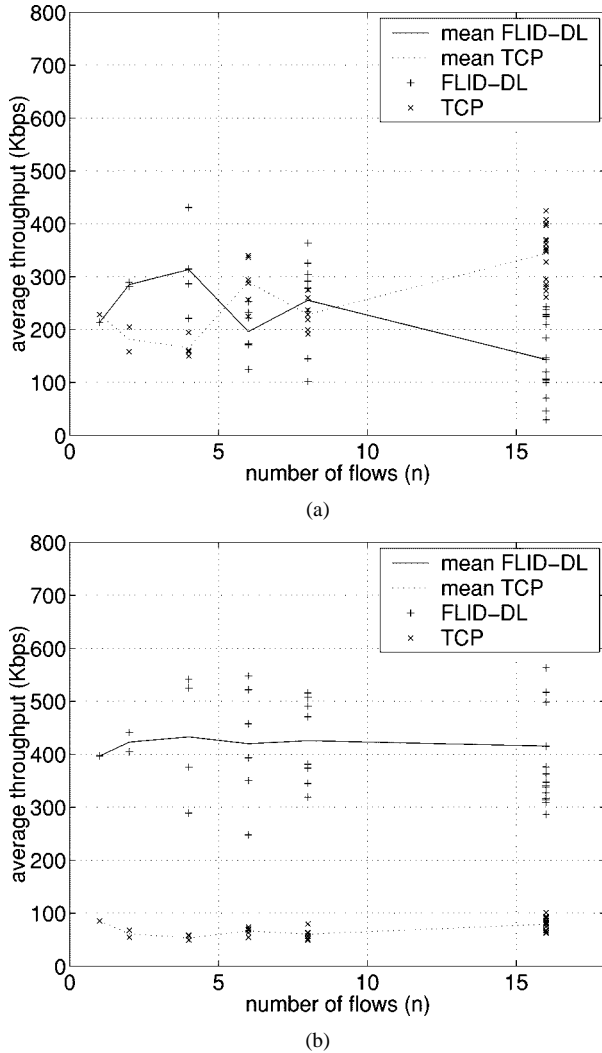 800
700
600
500
400
300
200
100
0
average throughput (Kbps)
mean FLID−DL
mean TCP
FLID−DL
TCP
0 5 10 15
number of flows (n)
(a)
800
700
600
500
400
300
200
100
0
average throughput (Kbps)
mean FLID−DL
mean TCP
FLID−DL
TCP
0 5 10 15
number of flows (n)
(b)